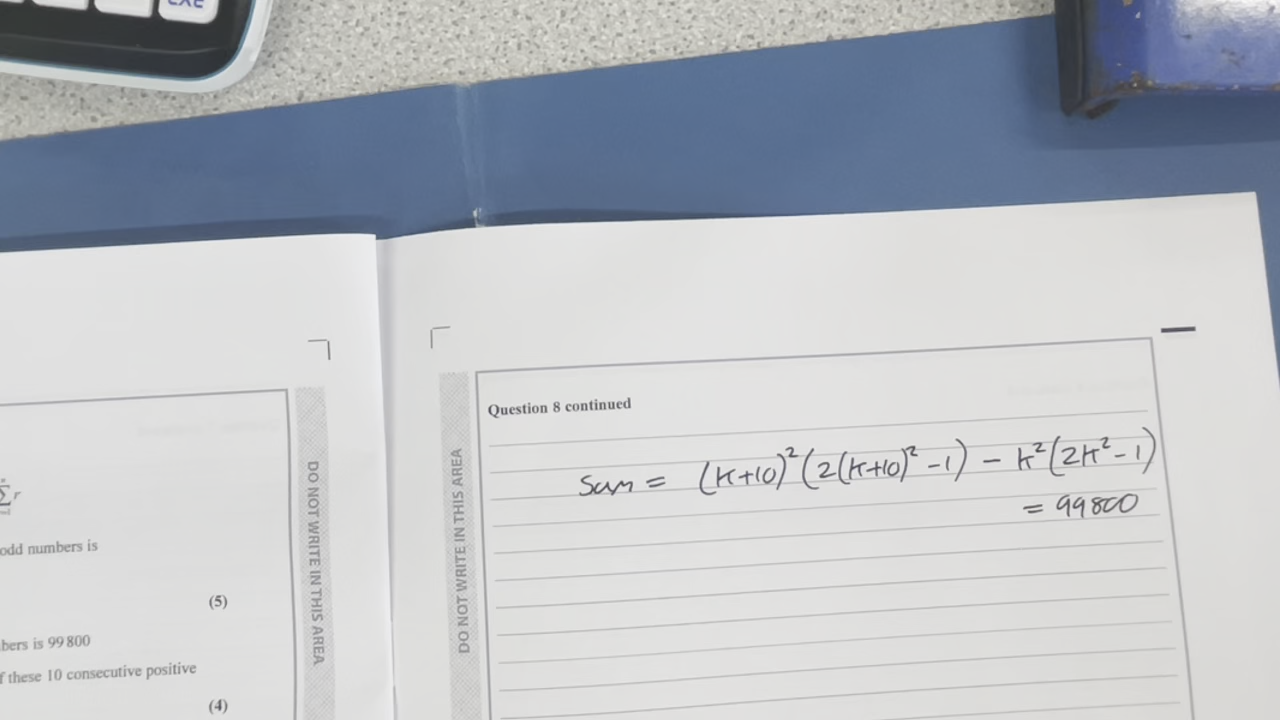 EXE
r
odd numbers is
(5)
bers is 99 800
f these 10 consecutive positive
(4)
DO NOT WRITE IN THIS AREA
DO NOT WRITE IN THIS AREA
Question 8 continued
Sum = (k+10)²(2(k+10)² -1) - k²(2k²-1)
= 99800